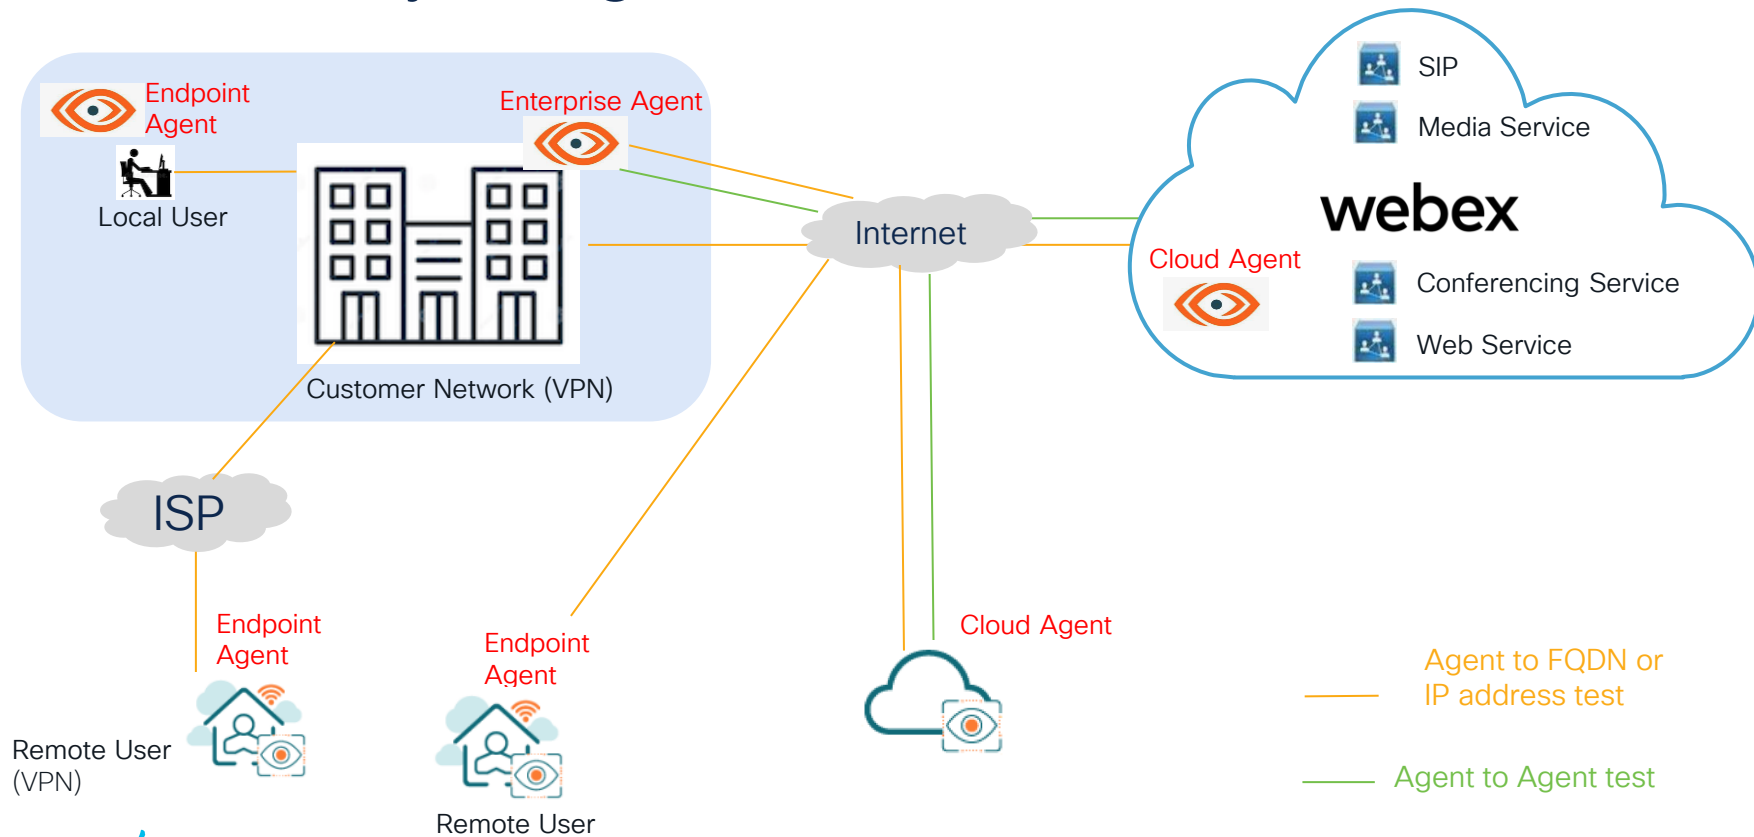 Endpoint
Agent
Enterprise Agent
Local User
Customer Network (VPN)
Internet
SIP
Media Service
webex
Cloud Agent
Conferencing Service
Web Service
ISP
Endpoint
Agent
Remote User
(VPN)
Endpoint
Agent
Remote User
Cloud Agent
Agent to FQDN or
IP address test
Agent to Agent test